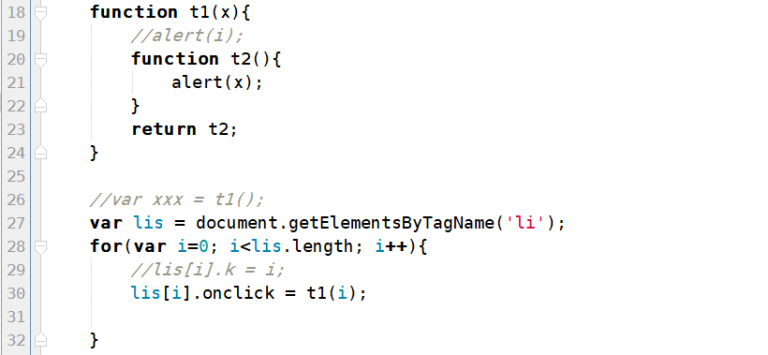 18 function t1(x){
19 //alert(i);
20 function t2(){
21 alert(x);
22 }
23 return t2;
24 }
25
26 //var xxx = t1();
27 var lis = document.getElementsByTagName('li');
28 for(var i=0; i<lis.length; i++){
29 //lis[i].k = i;
30 lis[i].onclick = t1(i);
31
32 }